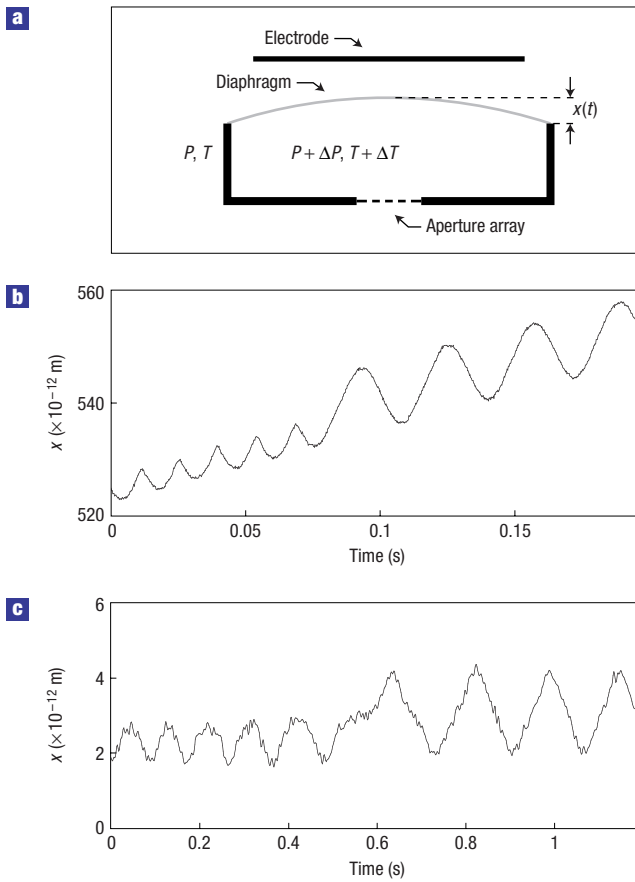 a
Electrode
Diaphragm
x(t)
P, T
P + ΔP, T + ΔT
Aperture array
b
560
540
520
x (×10⁻¹² m)
0
0.05
0.1
0.15
Time (s)
c
6
4
2
0
x (×10⁻¹² m)
0
0.2
0.4
0.6
0.8
1
Time (s)